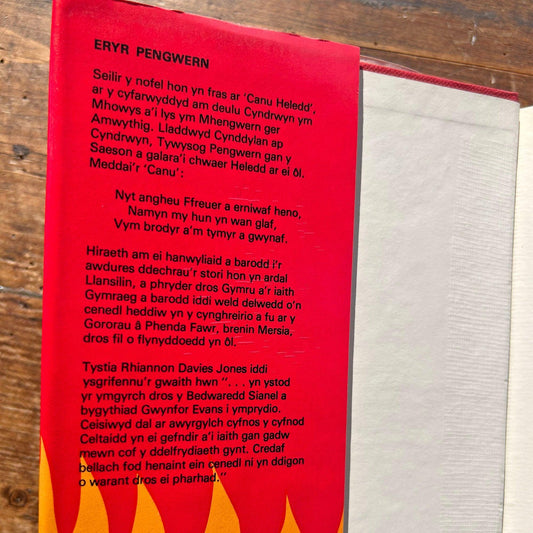 ERYR PENGWERN
Seilir y nofel hon yn fras ar 'Canu Heledd',
ar y cyfarwyddyd am deulu Cyndrwyn ym
Mhowys a'i lys ym Mhengwern ger
Amwythig. Lladdwyd Cynddylan ap
Cyndrwyn, Tywysog Pengwern gan y
Saeson a galara'i chwaer Heledd ar ei ôl.
Meddai'r 'Canu':
Nyt angheu Ffreuer a erniwaf heno,
Namyn my hun yn wan glaf,
Vym brodyr a'm tymyr a gwynaf.
Hiraeth am ei hanwyliaid a barodd i'r
awdures ddechrau'r stori hon yn ardal
Llansilin, a phryder dros Gymru a'r iaith
Gymraeg a barodd iddi weld delwedd o'n
cenedl heddiw yn y cynghreirio a fu ar y
Gororau â Phenda Fawr, brenin Mersia,
dros fil o flynyddoedd yn ôl.
Tystia Rhiannon Davies Jones iddi
ysgrifennu'r gwaith hwn ". . . yn ystod
yr ymgyrch dros y Bedwaredd Sianel a
bygythiad Gwynfor Evans i ymprydio.
Ceisiwyd dal ar awyrgylch cyfnos y cyfnod
Celtaidd yn ei gefndir a'i iaith gan gadw
mewn cof y ddelfrydiaeth gynt. Credaf
bellach fod henaint ein cenedl ni yn ddigon
o warant dros ei pharhad."